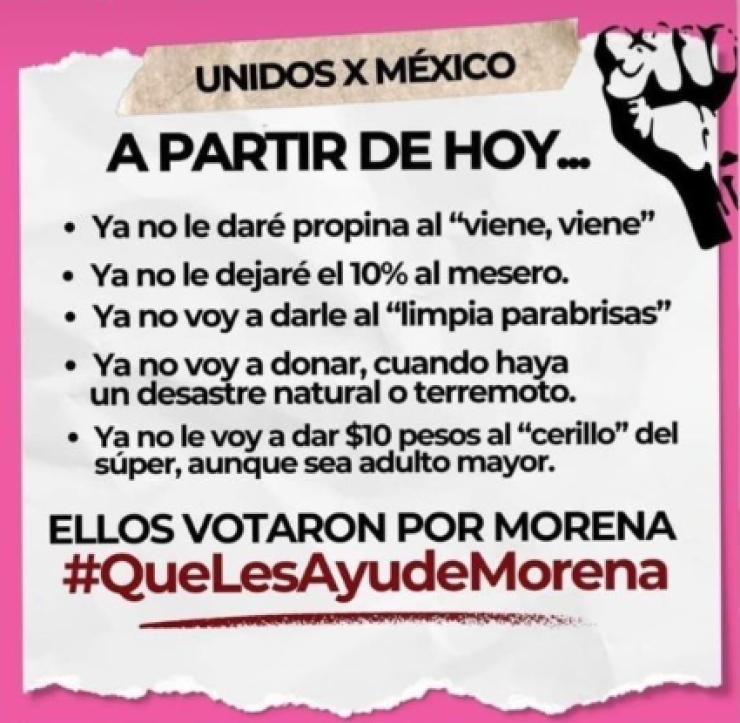 UNIDOS X MÉXICO
A PARTIR DE HOY...
• Ya no le daré propina al “viene, viene”
• Ya no le dejaré el 10% al mesero.
• Ya no voy a darle al “limpia parabrisas”
• Ya no voy a donar, cuando haya
un desastre natural o terremoto.
• Ya no le voy a dar $10 pesos al “cerillo” del
súper, aunque sea adulto mayor.
ELLOS VOTARON POR MORENA
#QueLesAyudeMorena